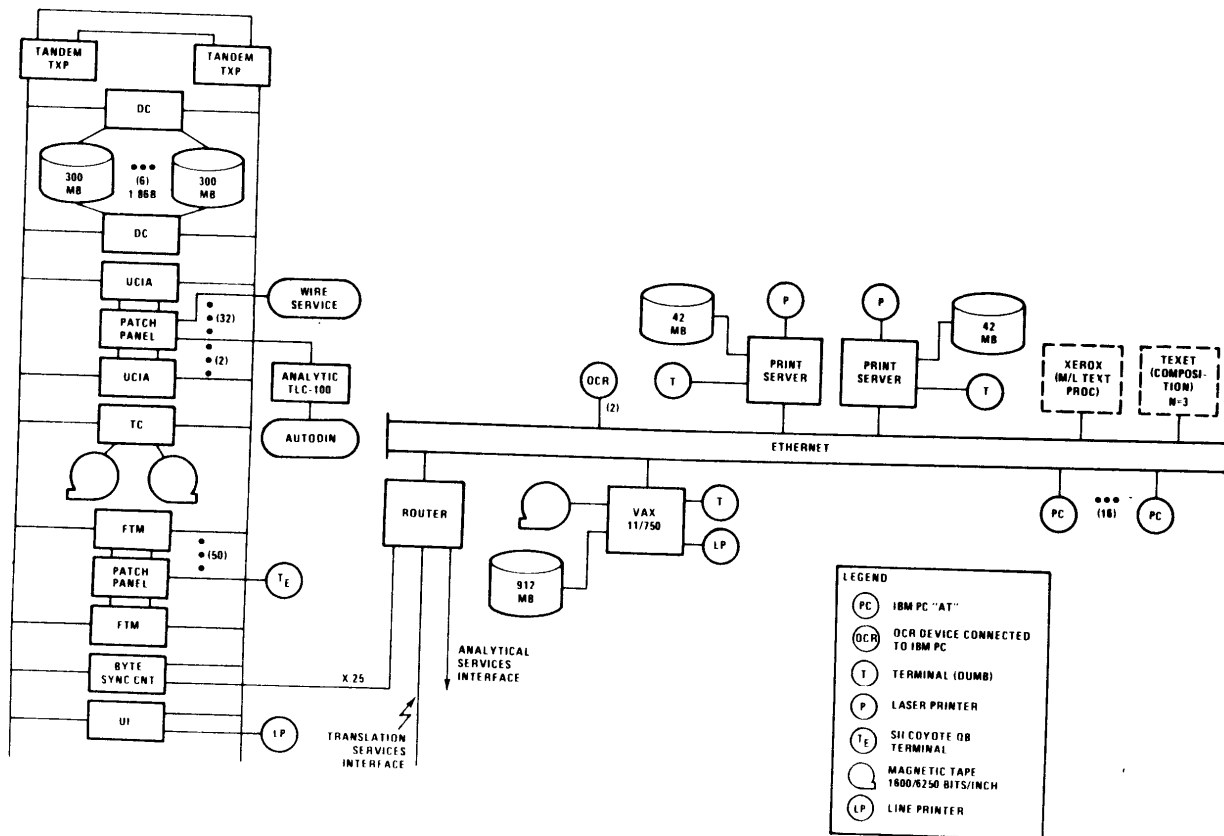 TANDEM
TXP
TANDEM
TXP
DC
300
MB
(6)
1 86B
300
MB
DC
UCIA
PATCH
PANEL
UCIA
(32)
(2)
WIRE
SERVICE
ANALYTIC
TLC-100
AUTODIN
TC
FTM
PATCH
PANEL
FTM
(50)
TE
BYTE
SYNC CNT
X.25
UI
LP
ROUTER
TRANSLATION
SERVICES
INTERFACE
ANALYTICAL
SERVICES
INTERFACE
ETHERNET
OCR
(2)
42
MB
T
P
PRINT
SERVER
P
PRINT
SERVER
42
MB
T
XEROX
(M/L TEXT
PROC)
TEXET
(COMPOSI-
TION)
N=3
VAX
11/750
T
LP
912
MB
PC
(16)
PC
LEGEND
PC IBM PC "AT"
OCR OCR DEVICE CONNECTED
TO IBM PC
T TERMINAL (DUMB)
P LASER PRINTER
TE SII COYOTE QB
TERMINAL
MAGNETIC TAPE
1600/6250 BITS/INCH
LP LINE PRINTER